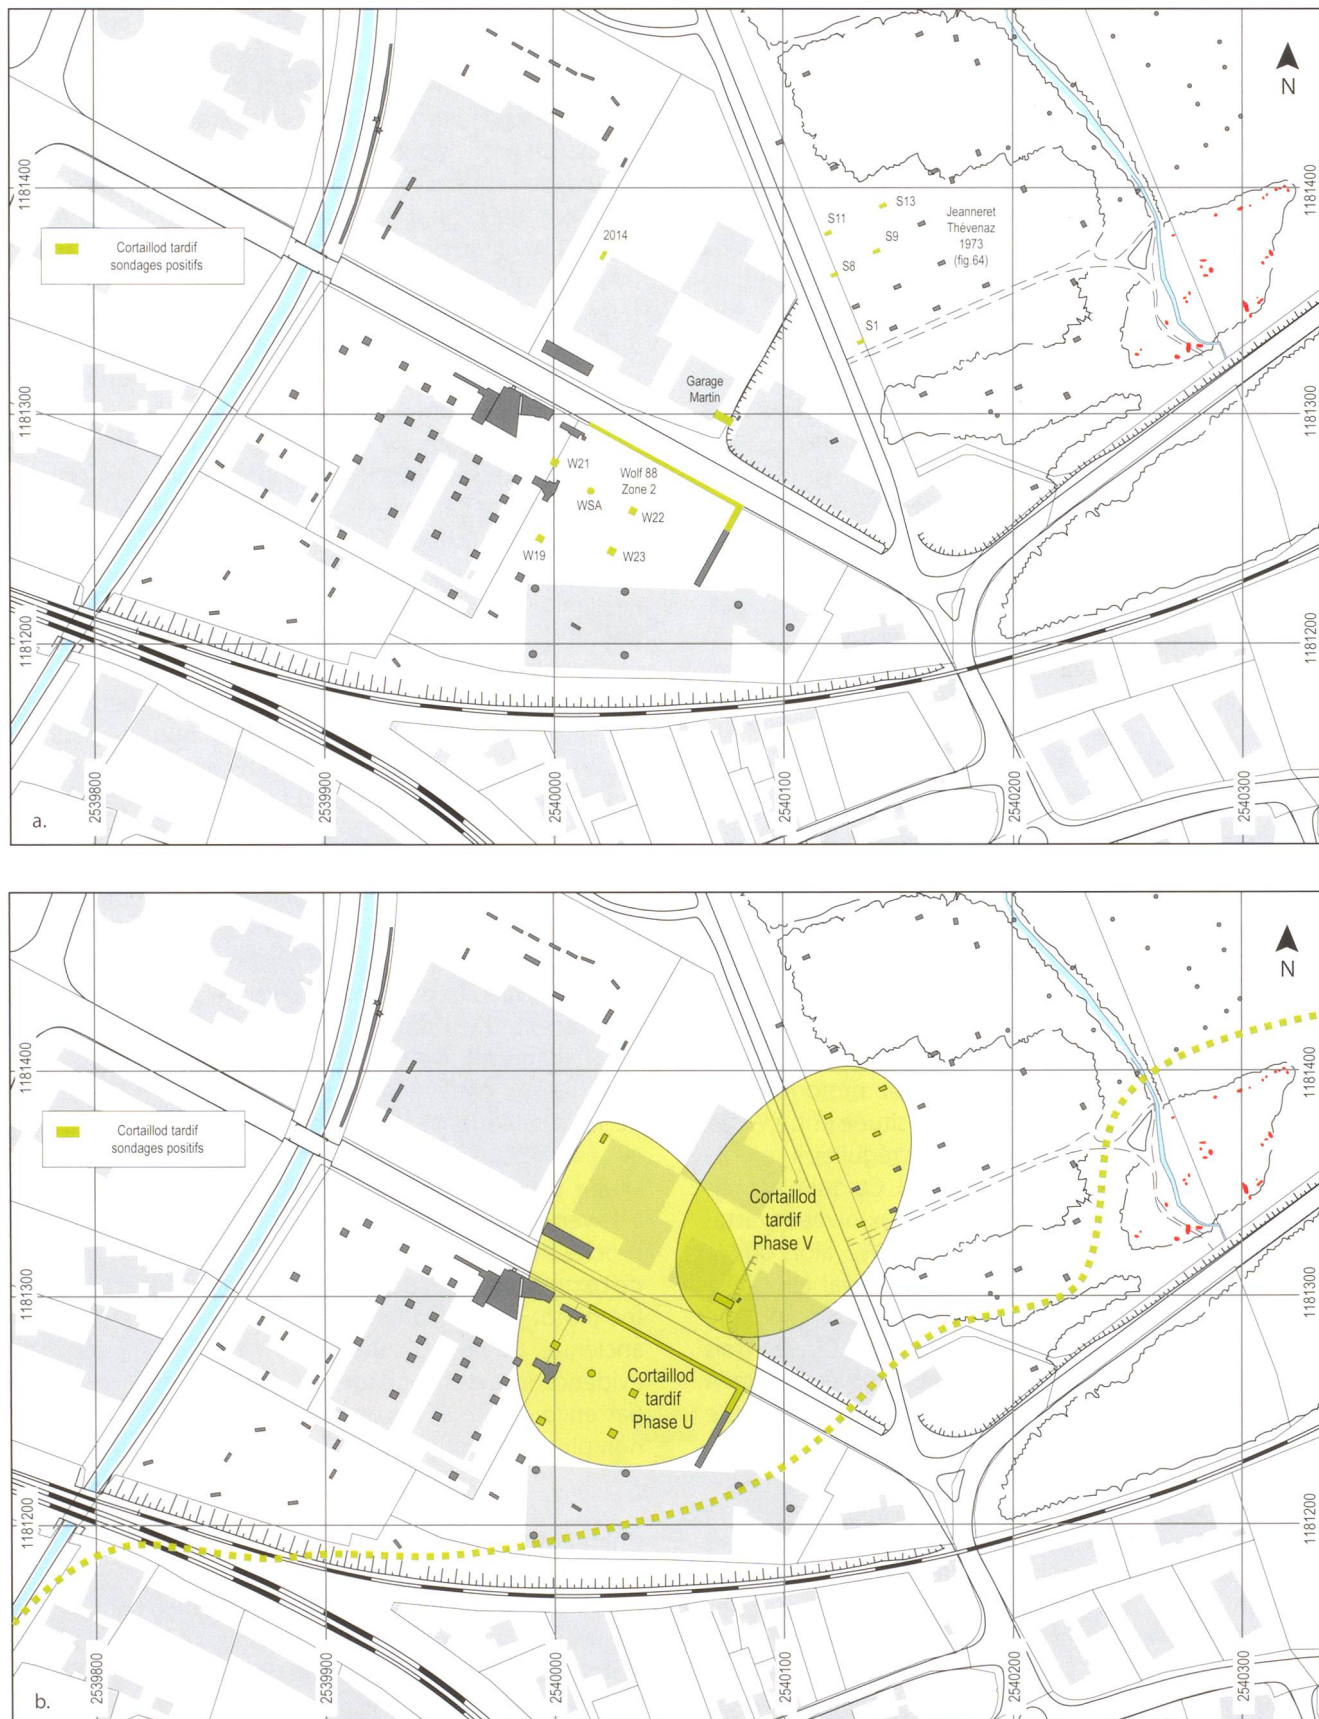 N
1181400
1181400
Cortaillod tardif
sondages positifs
2014
S11
S13
S9
S8
S1
Jeanneret
Thévenaz
1973
(fig.64)
Garage
Martin
1181300
1181300
W21
Wolf 88
Zone 2
WSA
W22
W19
W23
1181200
1181200
2539800
2539900
2540000
2540100
2540200
2540300
a.
N
1181400
1181400
Cortaillod tardif
sondages positifs
Cortaillod
tardif
Phase V
1181300
1181300
Cortaillod
tardif
Phase U
1181200
1181200
2539800
2539900
2540000
2540100
2540200
2540300
b.